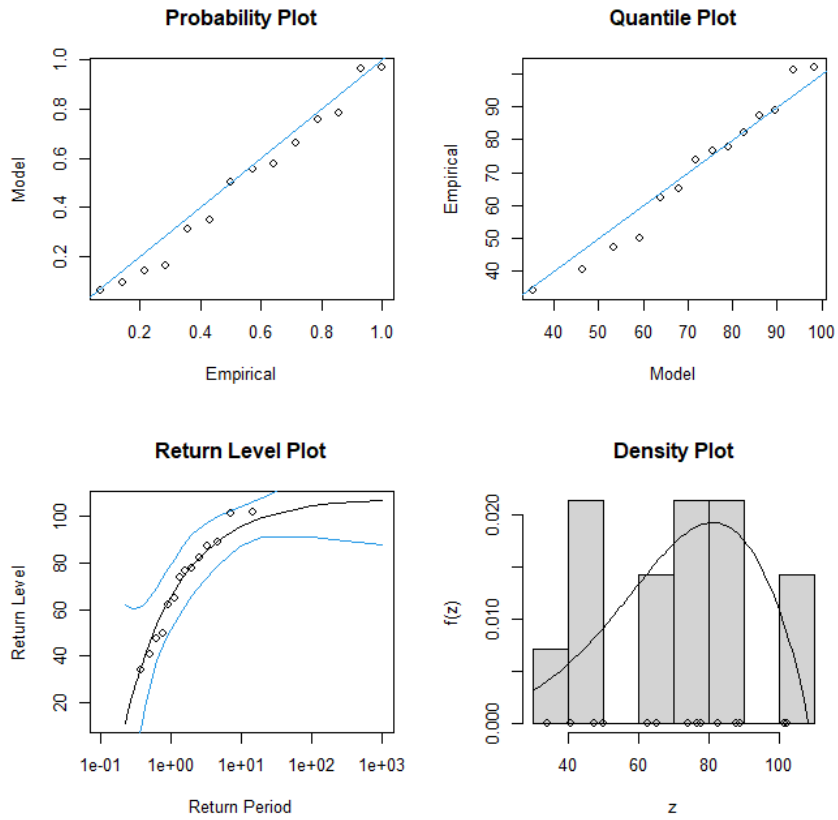 Probability Plot
Model
0.2 0.4 0.6 0.8 1.0
0.2 0.4 0.6 0.8 1.0
Empirical
Quantile Plot
Empirical
40 50 60 70 80 90
40 50 60 70 80 90 100
Model
Return Level Plot
Return Level
20 40 60 80 100
1e-01 1e+00 1e+01 1e+02 1e+03
Return Period
Density Plot
f(z)
0.000 0.010 0.020
40 60 80 100
z